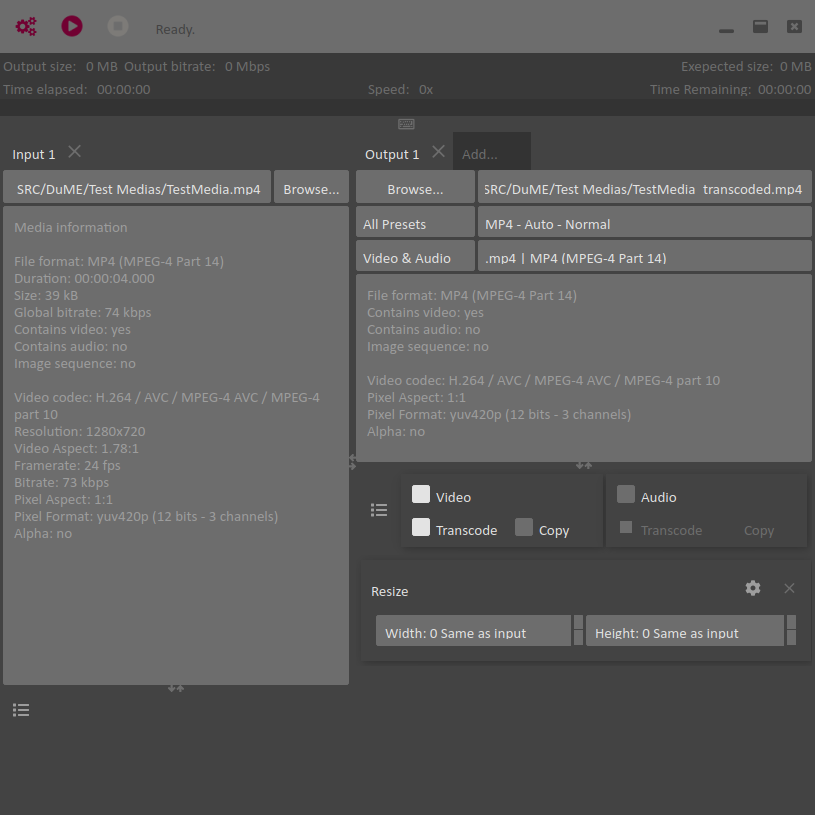 Ready.
Output size: 0 MB Output bitrate: 0 Mbps Exepected size: 0 MB
Time elapsed: 00:00:00 Speed: 0x Time Remaining: 00:00:00
Input 1
SRC/DuME/Test Medias/TestMedia.mp4 Browse...
Media information
File format: MP4 (MPEG-4 Part 14)
Duration: 00:00:04.000
Size: 39 kB
Global bitrate: 74 kbps
Contains video: yes
Contains audio: no
Image sequence: no
Video codec: H.264 / AVC / MPEG-4 AVC / MPEG-4
part 10
Resolution: 1280x720
Video Aspect: 1.78:1
Framerate: 24 fps
Bitrate: 73 kbps
Pixel Aspect: 1:1
Pixel Format: yuv420p (12 bits - 3 channels)
Alpha: no
Output 1 Add...
Browse... SRC/DuME/Test Medias/TestMedia_transcoded.mp4
All Presets MP4 - Auto - Normal
Video & Audio .mp4 | MP4 (MPEG-4 Part 14)
File format: MP4 (MPEG-4 Part 14)
Contains video: yes
Contains audio: no
Image sequence: no
Video codec: H.264 / AVC / MPEG-4 AVC / MPEG-4 part 10
Pixel Aspect: 1:1
Pixel Format: yuv420p (12 bits - 3 channels)
Alpha: no
Video Audio
Transcode Copy Transcode Copy
Resize
Width: 0 Same as input Height: 0 Same as input